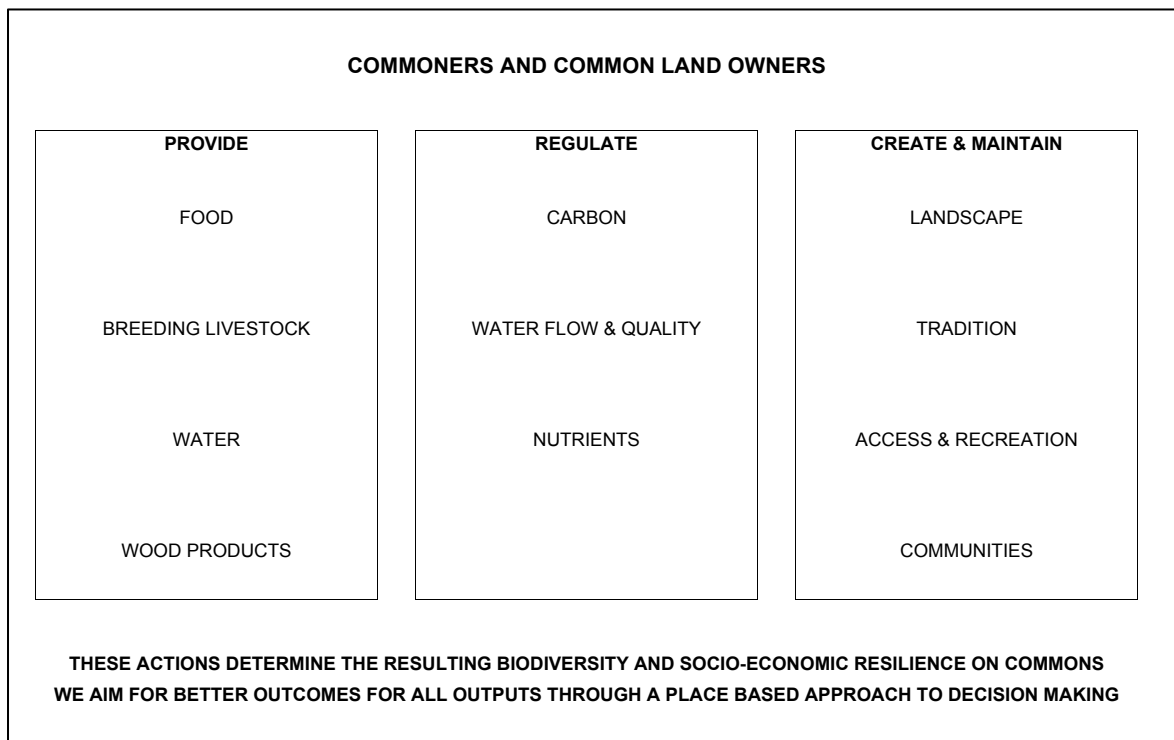 COMMONERS AND COMMON LAND OWNERS
PROVIDE
FOOD
BREEDING LIVESTOCK
WATER
WOOD PRODUCTS
REGULATE
CARBON
WATER FLOW & QUALITY
NUTRIENTS
CREATE & MAINTAIN
LANDSCAPE
TRADITION
ACCESS & RECREATION
COMMUNITIES
THESE ACTIONS DETERMINE THE RESULTING BIODIVERSITY AND SOCIO-ECONOMIC RESILIENCE ON COMMONS
WE AIM FOR BETTER OUTCOMES FOR ALL OUTPUTS THROUGH A PLACE BASED APPROACH TO DECISION MAKING